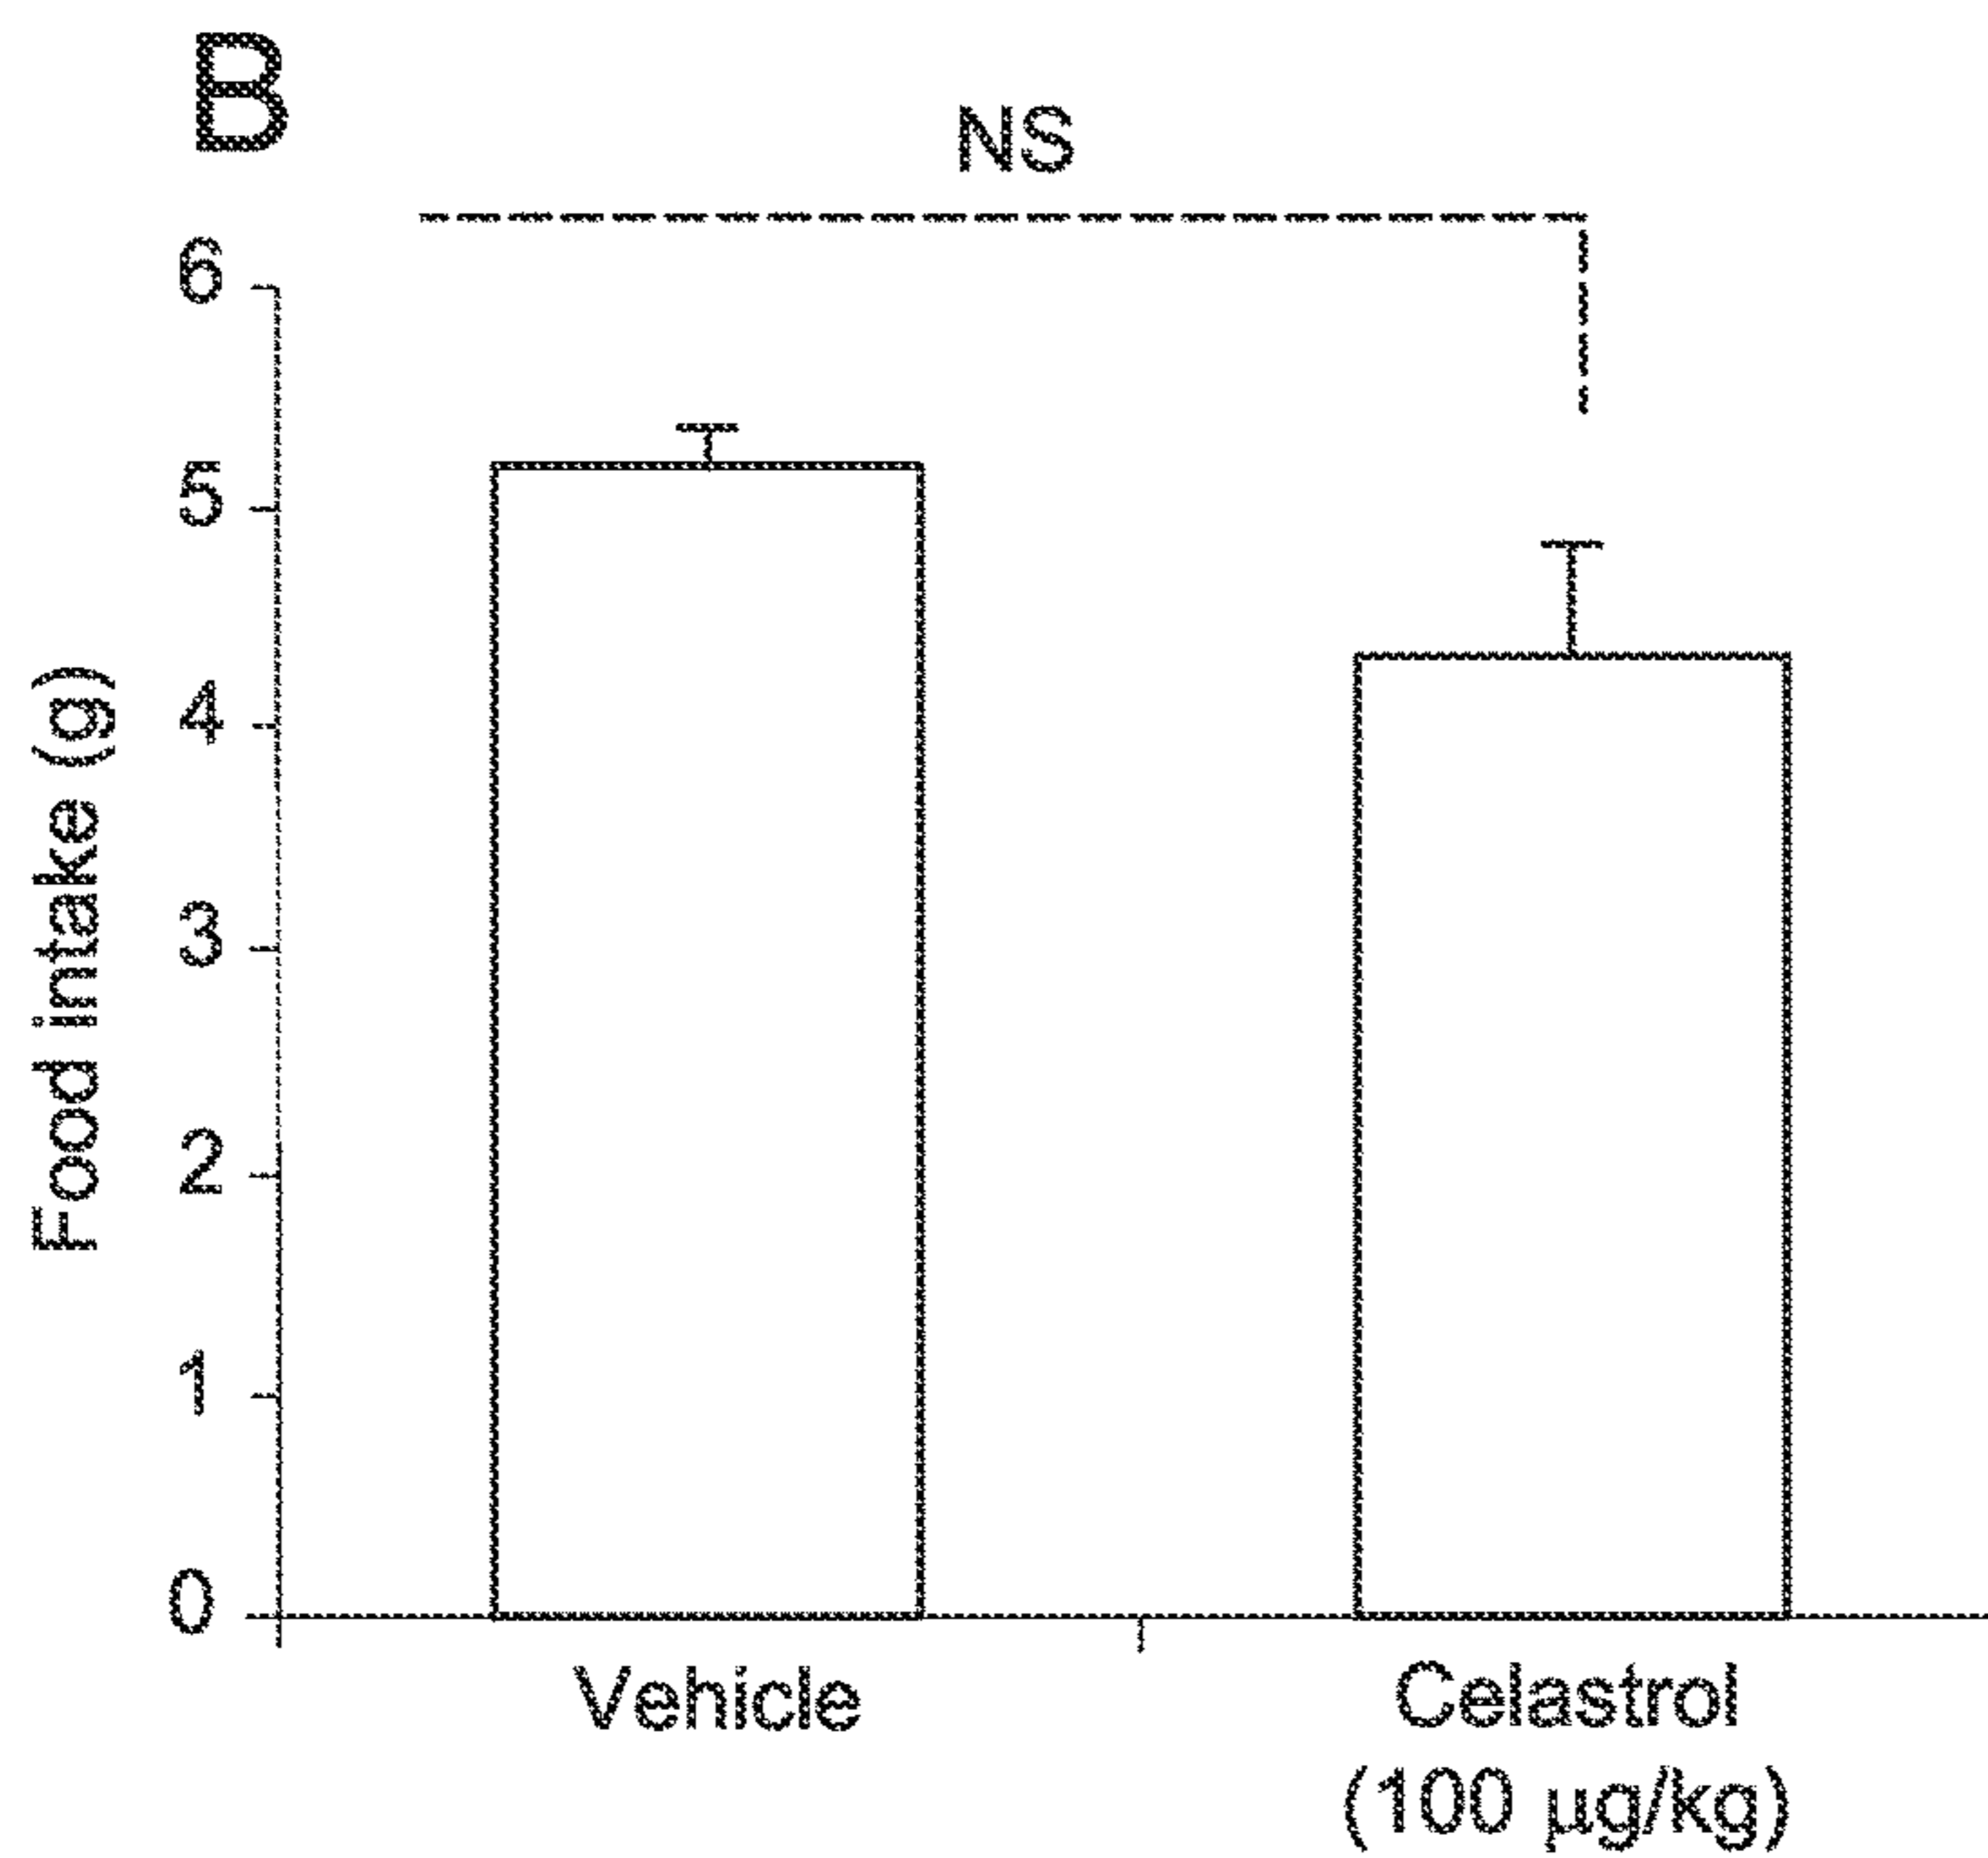 B
NS
6
5
4
3
2
1
0
Food intake (g)
Vehicle
Celastrol
(100 µg/kg)